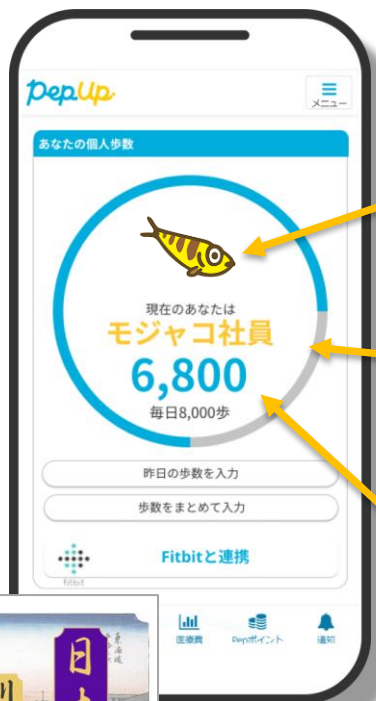 PepUp
メニュー
あなたの個人歩数
現在のあなたは
モジャコ社員
6,800
毎日8,000歩
昨日の歩数を入力
歩数をまとめて入力
fitbit
Fitbitと連携
医療費
Pepポイント
通知
東海道
日